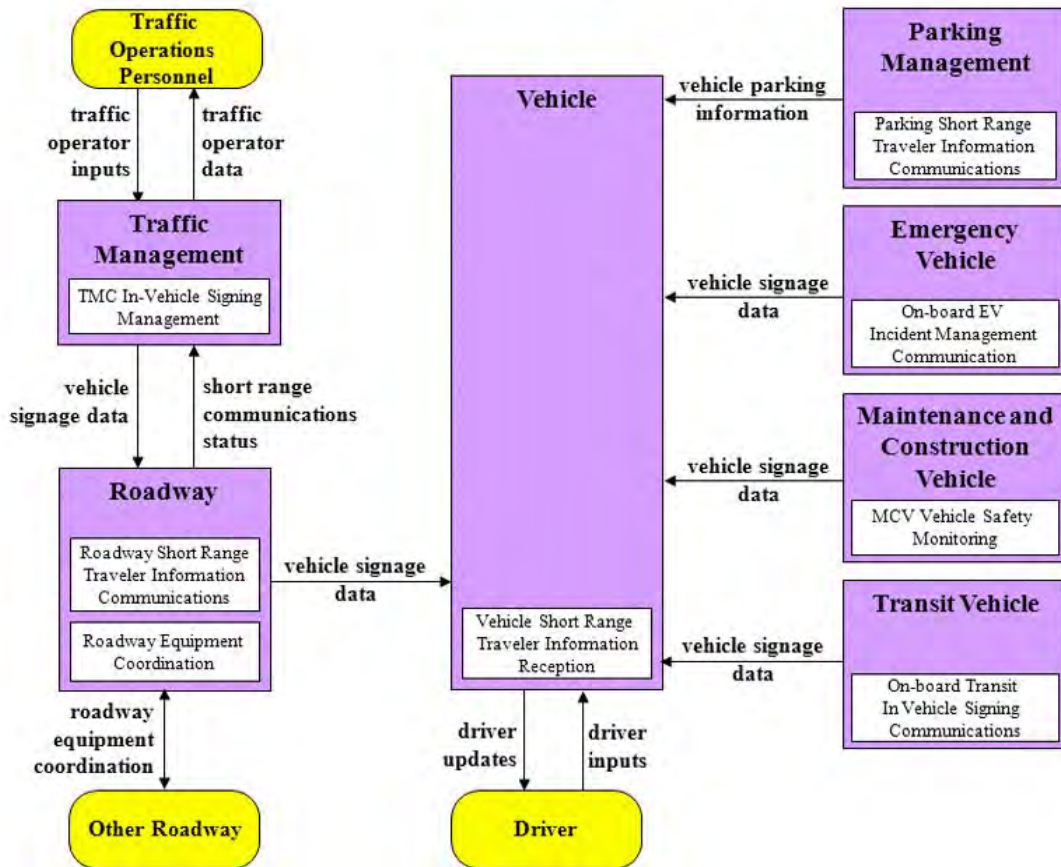 Traffic
Operations
Personnel
traffic
operator
inputs
traffic
operator
data
Traffic
Management
TMC In-Vehicle Signing
Management
vehicle
signage data
short range
communications
status
Roadway
Roadway Short Range
Traveler Information
Communications
Roadway Equipment
Coordination
roadway
equipment
coordination
Other Roadway
vehicle signage
data
Vehicle
Vehicle Short Range
Traveler Information
Reception
driver
updates
driver
inputs
Driver
vehicle parking
information
Parking
Management
Parking Short Range
Traveler Information
Communications
vehicle signage
data
Emergency
Vehicle
On-board EV
Incident Management
Communication
vehicle signage
data
Maintenance and
Construction
Vehicle
MCV Vehicle Safety
Monitoring
vehicle signage
data
Transit Vehicle
On-board Transit
In Vehicle Signing
Communications